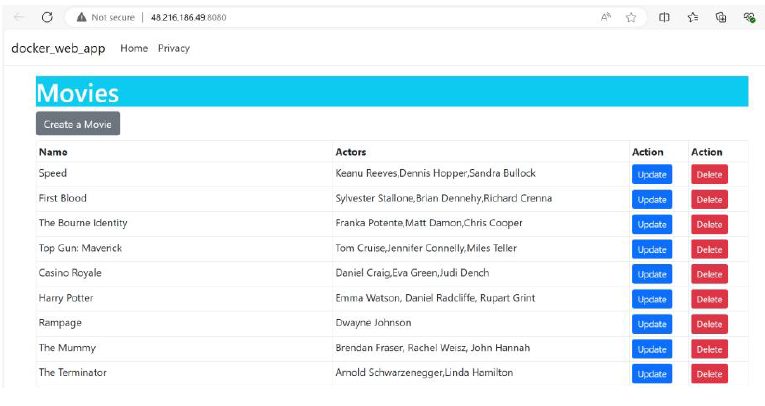 Not secure | 48.216.186.49:8080
docker_web_app Home Privacy
Movies
Create a Movie
Name Actors Action Action
Speed Keanu Reeves,Dennis Hopper,Sandra Bullock Update Delete
First Blood Sylvester Stallone,Brian Dennehy,Richard Crenna Update Delete
The Bourne Identity Franka Potente,Matt Damon,Chris Cooper Update Delete
Top Gun: Maverick Tom Cruise,Jennifer Connelly,Miles Teller Update Delete
Casino Royale Daniel Craig,Eva Green,Judi Dench Update Delete
Harry Potter Emma Watson, Daniel Radcliffe, Rupart Grint Update Delete
Rampage Dwayne Johnson Update Delete
The Mummy Brendan Fraser, Rachel Weisz, John Hannah Update Delete
The Terminator Arnold Schwarzenegger,Linda Hamilton Update Delete